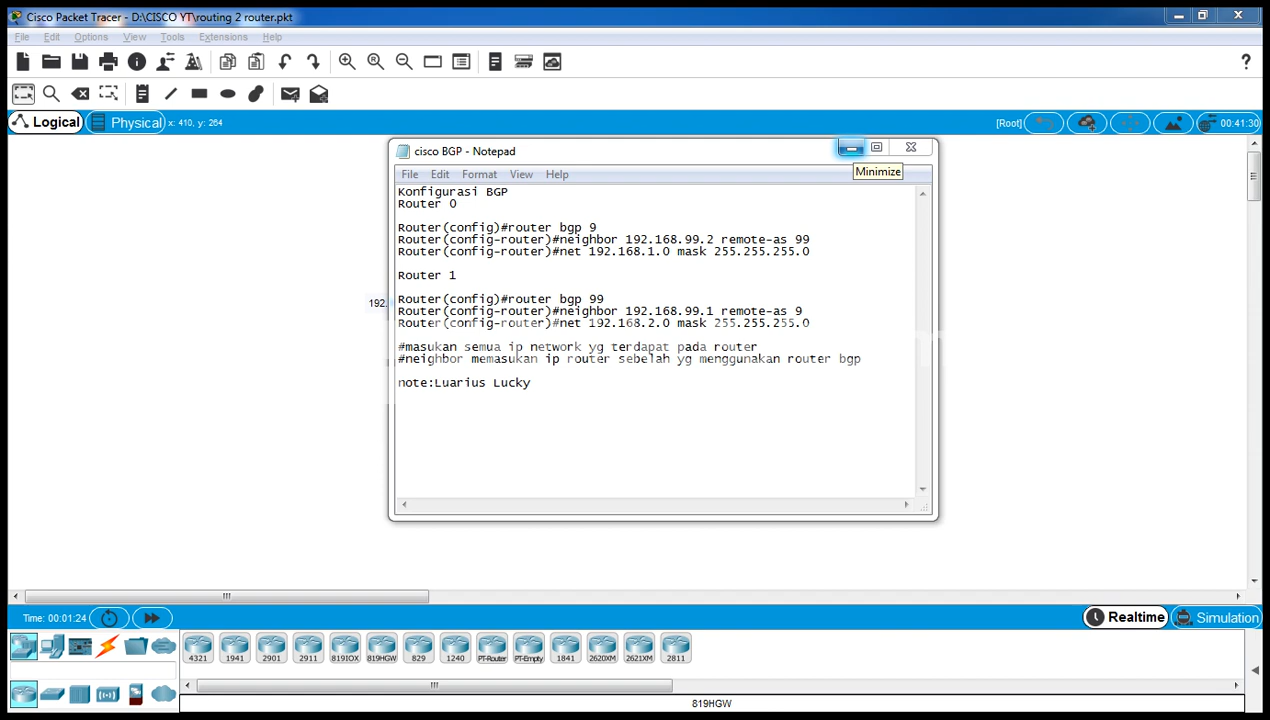 Cisco Packet Tracer - D:\CISCO YT\routing 2 router.pkt
File Edit Options View Tools Extensions Help
?
Logical Physical x: 410, y: 264 [Root] 00:41:30
cisco BGP - Notepad
Minimize
File Edit Format View Help
Konfigurasi BGP
Router 0
Router(config)#router bgp 9
Router(config-router)#neighbor 192.168.99.2 remote-as 99
Router(config-router)#net 192.168.1.0 mask 255.255.255.0
Router 1
Router(config)#router bgp 99
192.
Router(config-router)#neighbor 192.168.99.1 remote-as 9
Router(config-router)#net 192.168.2.0 mask 255.255.255.0
#masukan semua ip network yg terdapat pada router
#neighbor memasukan ip router sebelah yg menggunakan router bgp
note:Luarius Lucky
Time: 00:01:24 Realtime Simulation
4321 1941 2901 2911 819IOX 819HGW 829 1240 PT-Router PT-Empty 1841 2620XM 2621XM 2811
819HGW